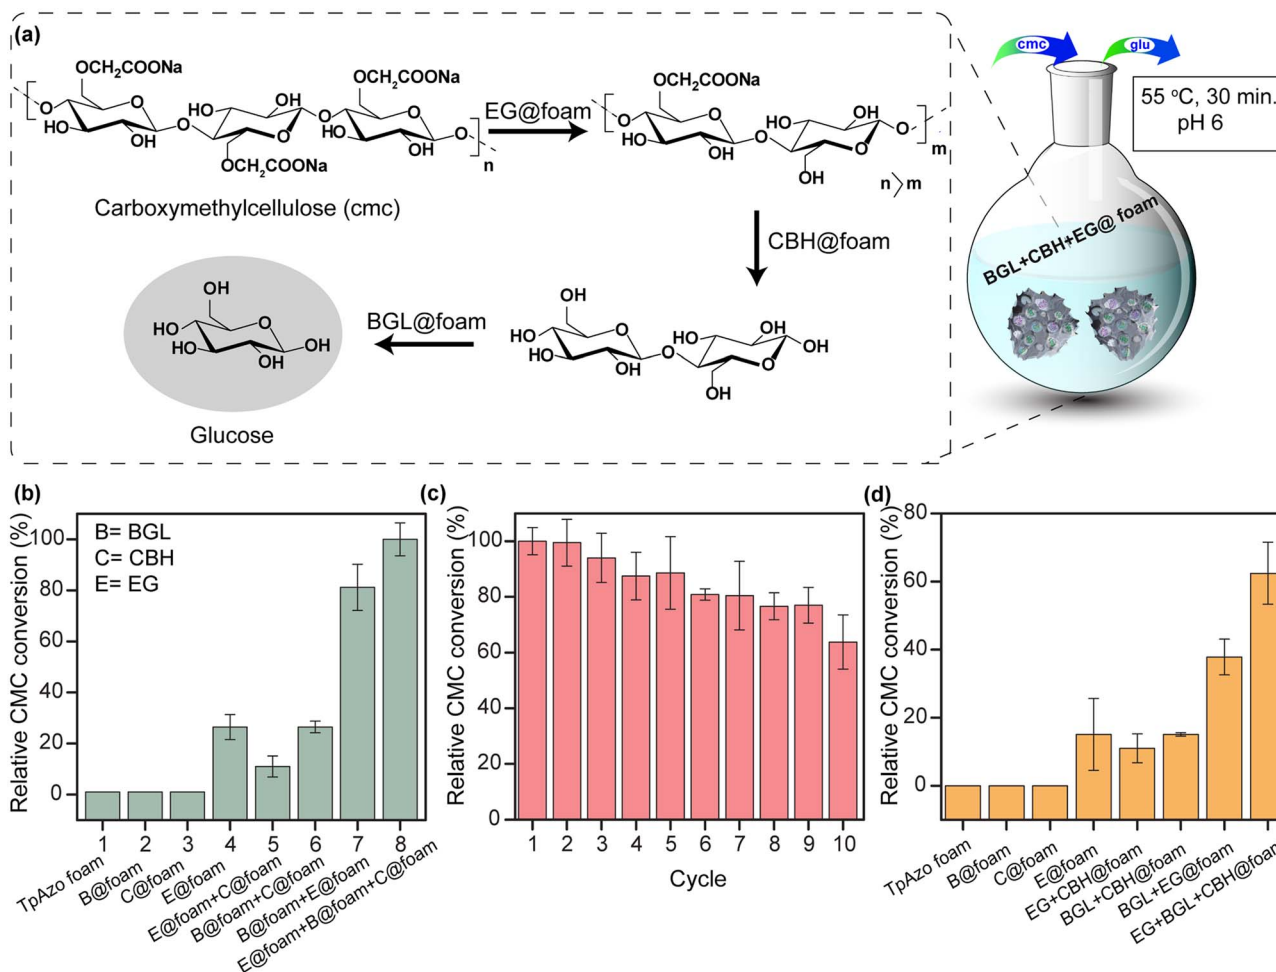 (a)
OCH2COONa
OCH2COONa
OCH2COONa
O
O
HO
OH
O
HO
OH
O
O
O
HO
OH
O
n
OCH2COONa
Carboxymethylcellulose (cmc)
EG@foam
OCH2COONa
O
O
HO
OH
O
HO
OH
O
O
OH
m
n〉m
CBH@foam
OH
HO
HO
O
OH
O
HO
OH
O
OH
OH
BGL@foam
OH
HO
HO
O
OH
OH
Glucose
cmc
glu
55 °C, 30 min.
pH 6
BGL+CBH+EG@ foam
(b)
Relative CMC conversion (%)
B= BGL
C= CBH
E= EG
100
80
60
40
20
0
1 2 3 4 5 6 7 8
TpAzo foam
B@foam
C@foam
E@foam
E@foam+C@foam
B@foam+C@foam
B@foam+E@foam
E@foam+B@foam+C@foam
(c)
Relative CMC conversion (%)
100
80
60
40
20
0
1 2 3 4 5 6 7 8 9 10
Cycle
(d)
Relative CMC conversion (%)
80
60
40
20
0
TpAzo foam
B@foam
C@foam
E@foam
EG+CBH@foam
BGL+CBH@foam
BGL+EG@foam
EG+BGL+CBH@foam